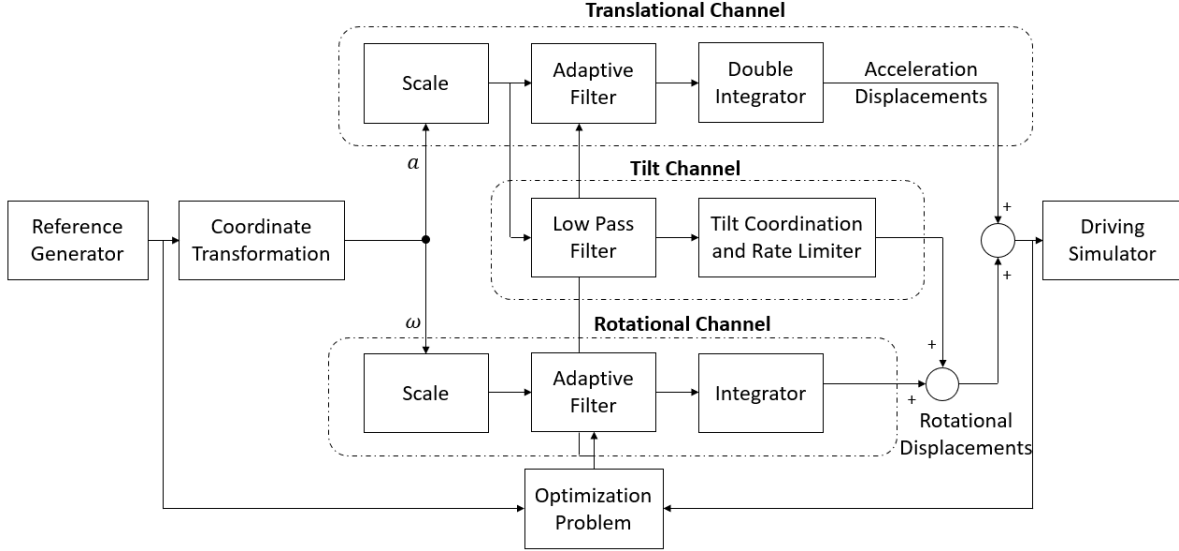 Translational Channel
Scale
Adaptive
Filter
Double
Integrator
Acceleration
Displacements
a
Tilt Channel
Reference
Generator
Coordinate
Transformation
Low Pass
Filter
Tilt Coordination
and Rate Limiter
+
+
Driving
Simulator
ω
Rotational Channel
Scale
Adaptive
Filter
Integrator
+
+
Rotational
Displacements
Optimization
Problem